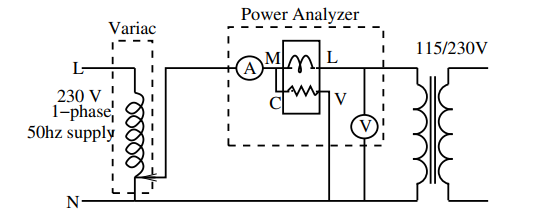 Power Analyzer
Variac
115/230V
L
A
M
L
230 V
1-phase
50hz supply
C
V
V
N